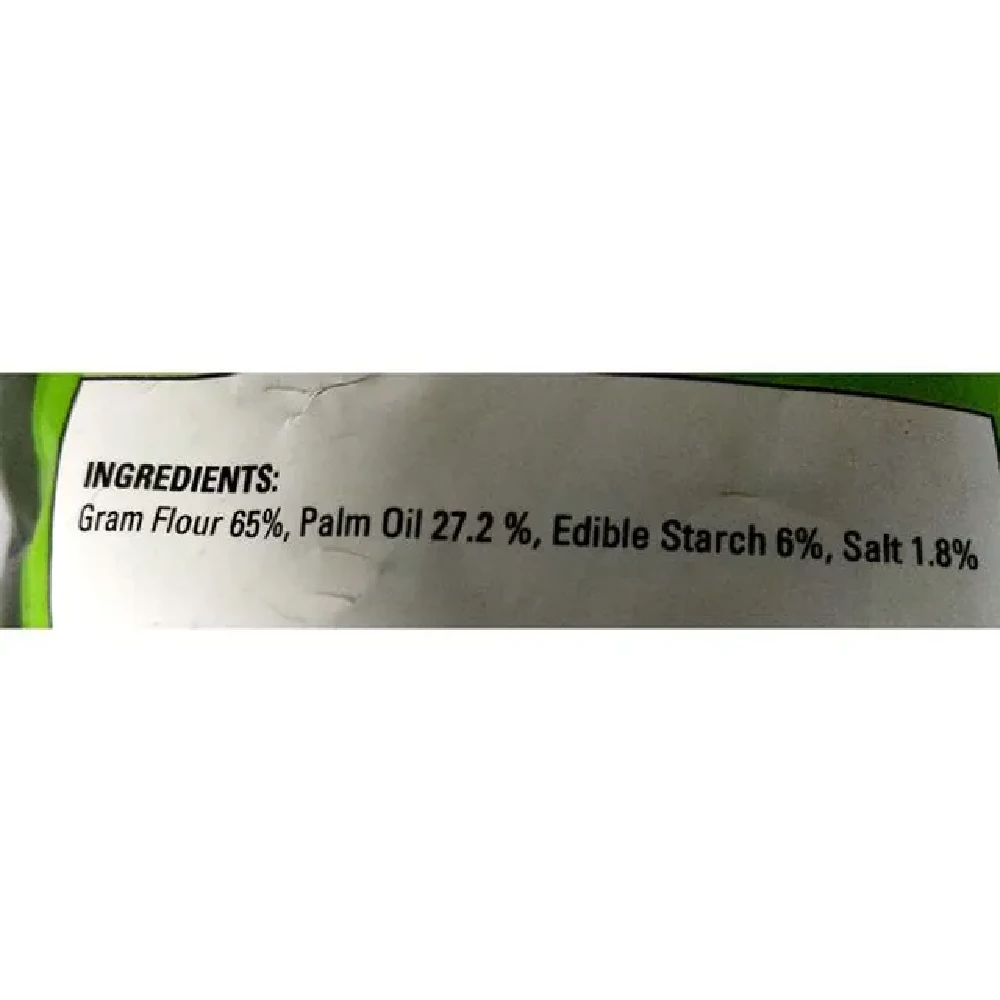 INGREDIENTS:
Gram Flour 65%, Palm Oil 27.2 %, Edible Starch 6%, Salt 1.8%